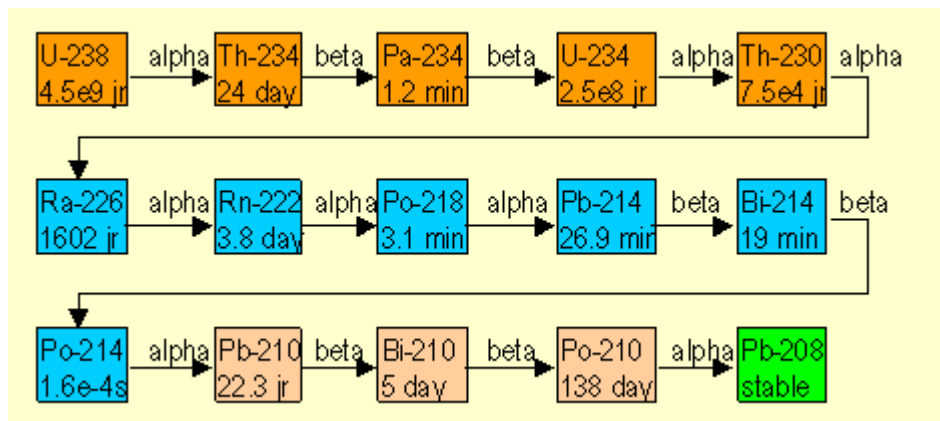 U-238 alpha Th-234 beta Pa-234 beta U-234 alpha Th-230 alpha
4.5e9 jr 24 day 1.2 min 2.5e8 jr 7.5e4 jr
Ra-226 alpha Rn-222 alpha Po-218 alpha Pb-214 beta Bi-214 beta
1602 jr 3.8 day 3.1 min 26.9 min 19 min
Po-214 alpha Pb-210 beta Bi-210 beta Po-210 alpha Pb-208
1.6e-4s 22.3 jr 5 day 138 day stable